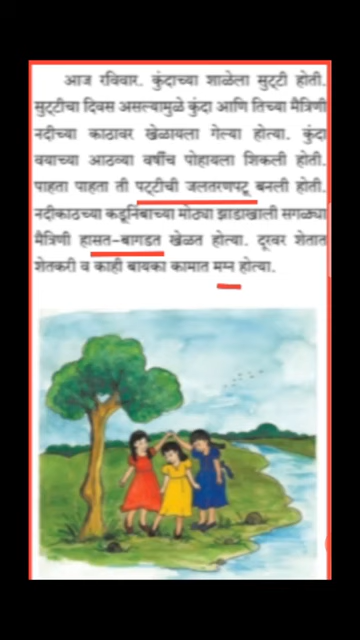 आज रविवार. कुंदाच्या शाळेला सुट्टी होती.
सुट्टीचा दिवस असल्यामुळे कुंदा आणि तिच्या मैत्रिणी
नदीच्या काठावर खेळायला गेल्या होत्या. कुंदा
वयाच्या आठव्या वर्षीच पोहायला शिकली होती.
पाहता पाहता ती पट्टीची जलतरणपटू बनली होती.
नदीकाठच्या कडूनिंबाच्या मोठ्या झाडाखाली सगळ्या
मैत्रिणी हासत-बागडत खेळत होत्या. दूरवर शेतात
शेतकरी व काही बायका कामात मग्न होत्या.